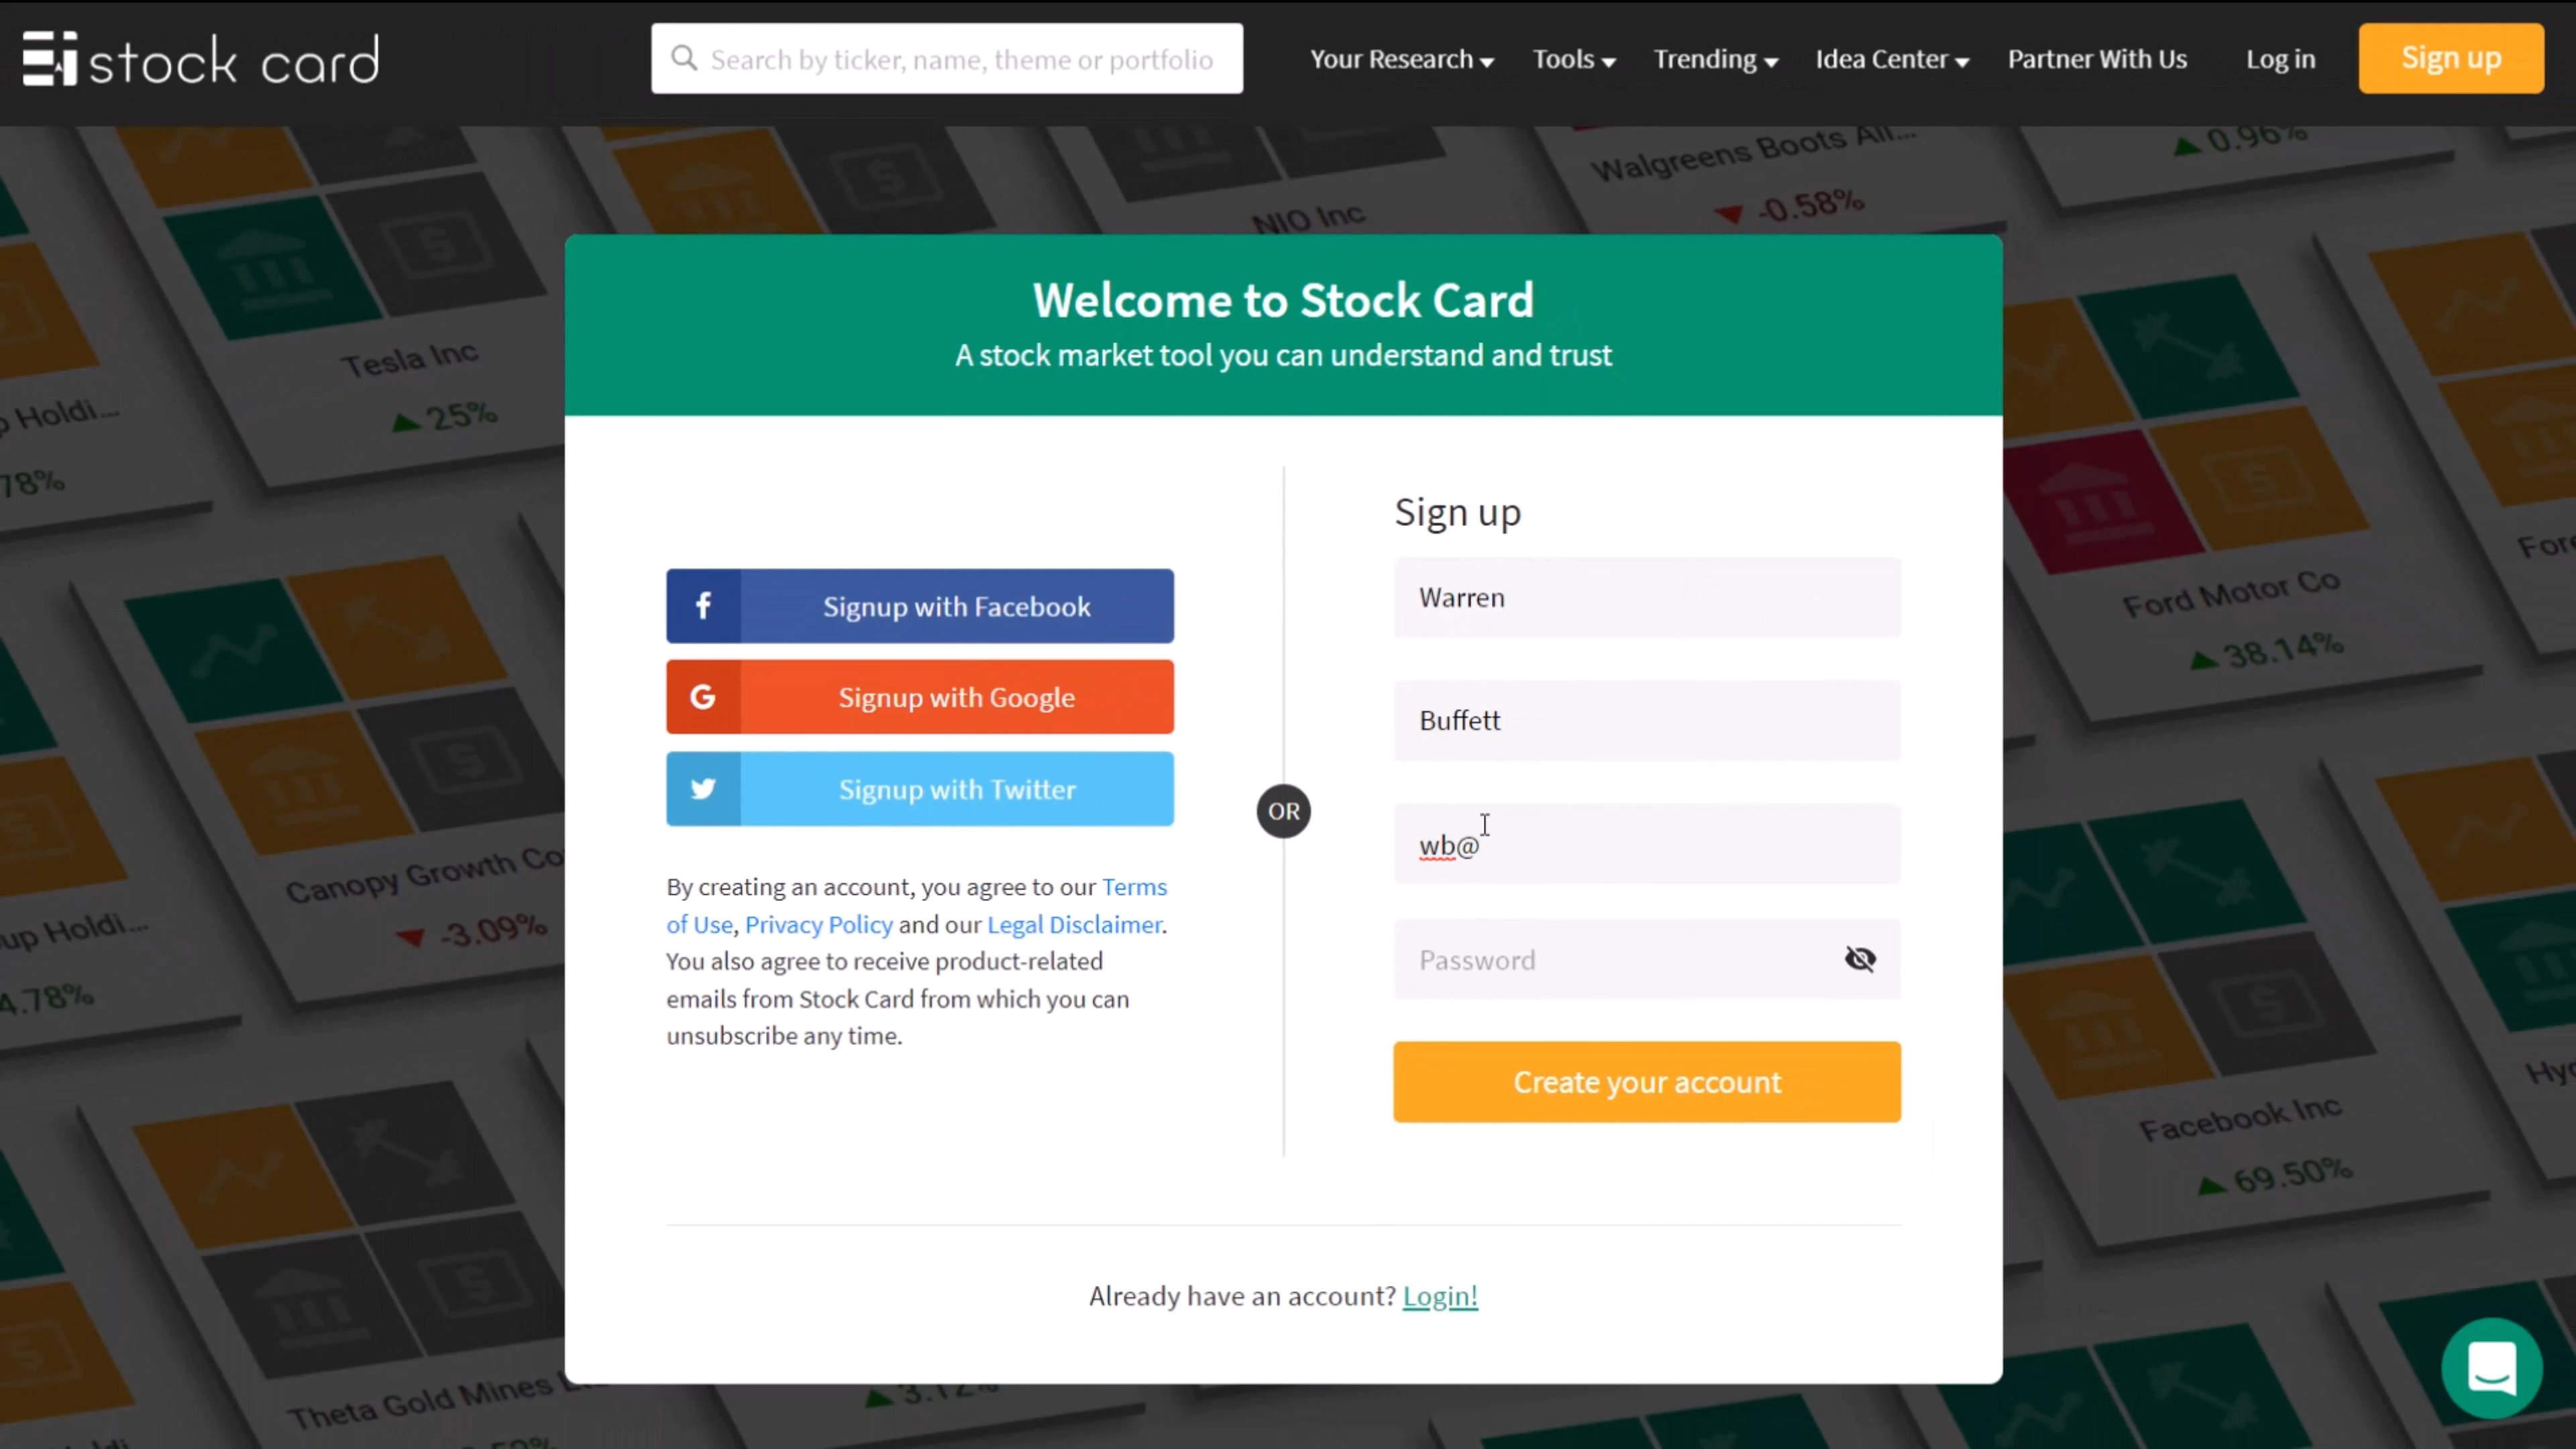 stock card
Search by ticker, name, theme or portfolio
Your Research
Tools
Trending
Idea Center
Partner With Us
Log in
Sign up
Walgreens Boots All...
-0.58%
0.96%
NIO Inc
Tesla Inc
25%
Holdi...
78%
Welcome to Stock Card
A stock market tool you can understand and trust
Signup with Facebook
Signup with Google
Signup with Twitter
By creating an account, you agree to our Terms
of Use, Privacy Policy and our Legal Disclaimer.
You also agree to receive product-related
emails from Stock Card from which you can
unsubscribe any time.
OR
Sign up
Warren
Buffett
wb@
Password
Create your account
Already have an account? Login!
Ford Motor Co
38.14%
Canopy Growth Co
-3.09%
up Holdi...
4.78%
Facebook Inc
69.50%
Theta Gold Mines
3.12%